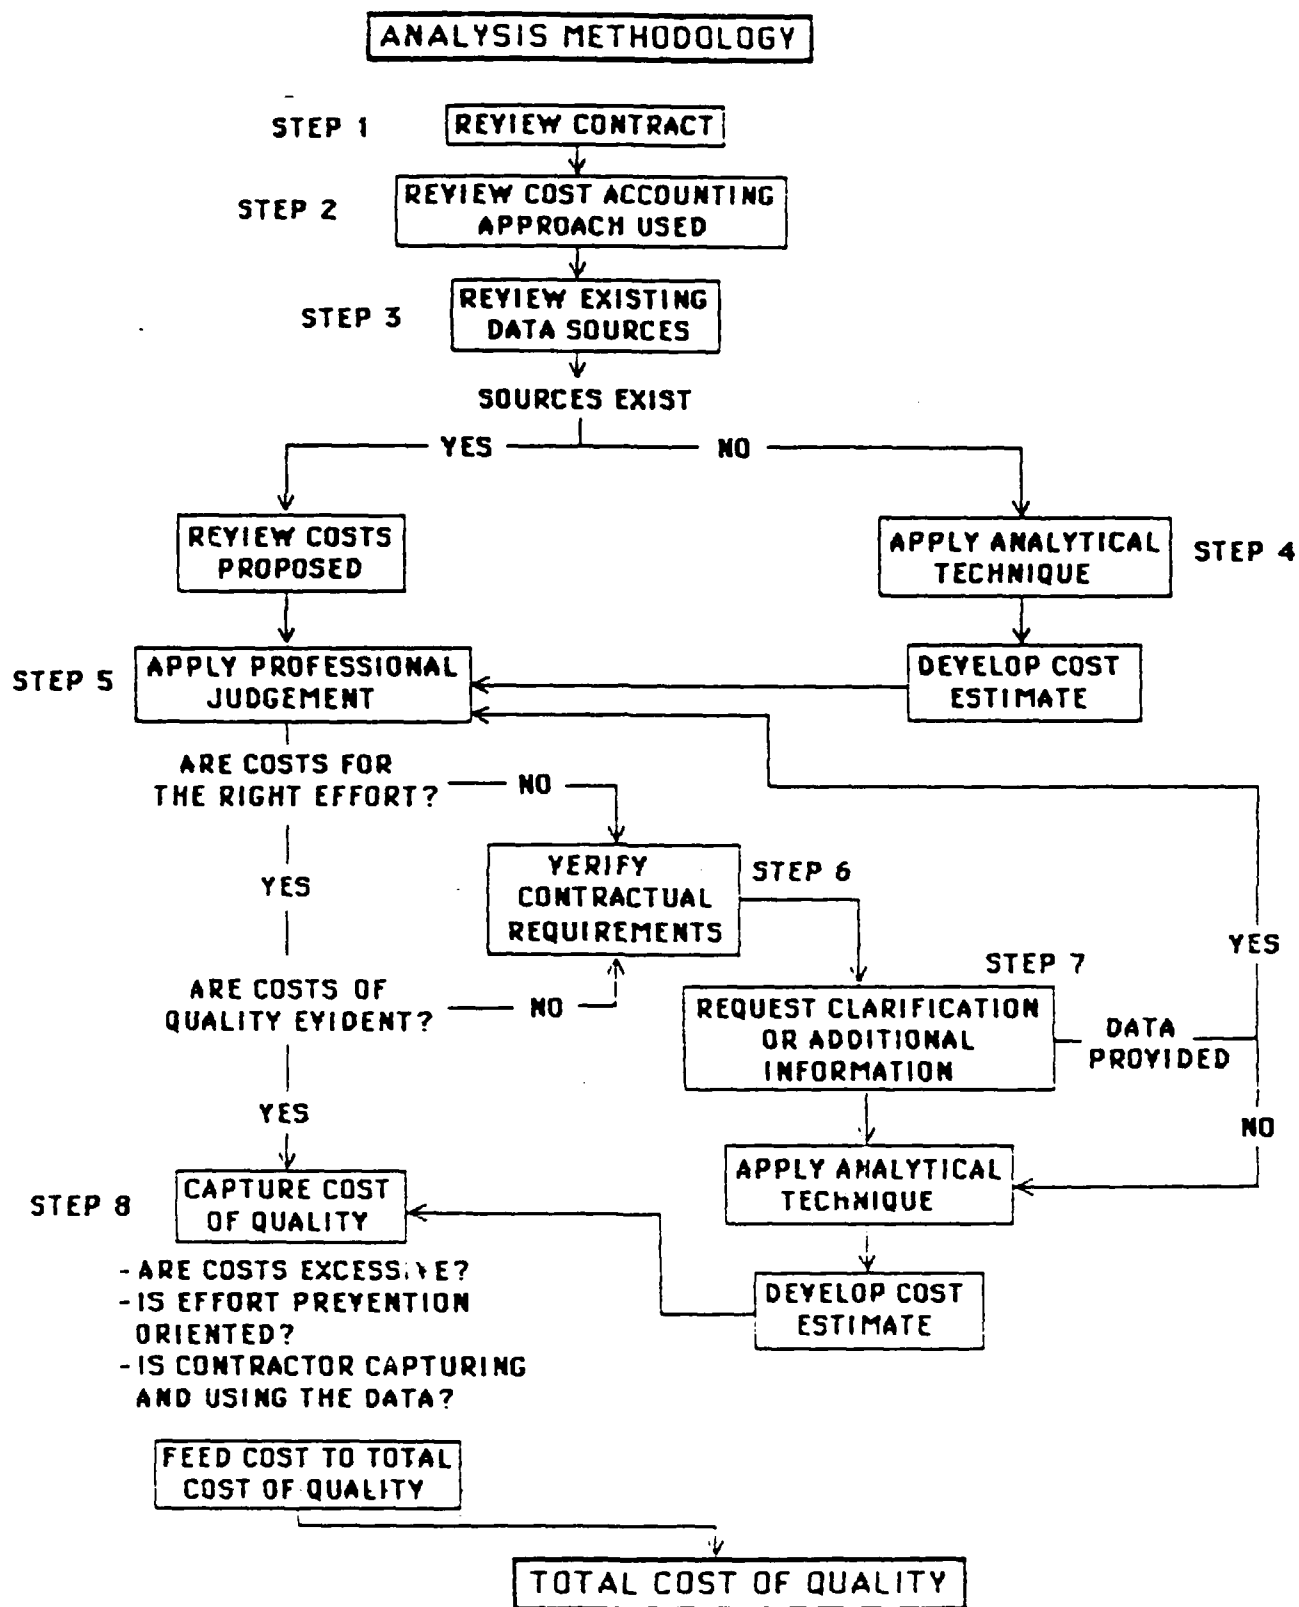 ANALYSIS METHODOLOGY
STEP 1
REVIEW CONTRACT
STEP 2
REVIEW COST ACCOUNTING
APPROACH USED
STEP 3
REVIEW EXISTING
DATA SOURCES
SOURCES EXIST
YES
NO
REVIEW COSTS
PROPOSED
APPLY ANALYTICAL
TECHNIQUE
STEP 4
STEP 5
APPLY PROFESSIONAL
JUDGEMENT
DEVELOP COST
ESTIMATE
ARE COSTS FOR
THE RIGHT EFFORT?
NO
YES
VERIFY
CONTRACTUAL
REQUIREMENTS
STEP 6
ARE COSTS OF
QUALITY EVIDENT?
NO
STEP 7
REQUEST CLARIFICATION
OR ADDITIONAL
INFORMATION
DATA
PROVIDED
YES
NO
YES
APPLY ANALYTICAL
TECHNIQUE
STEP 8
CAPTURE COST
OF QUALITY
DEVELOP COST
ESTIMATE
-ARE COSTS EXCESSIVE?
-IS EFFORT PREVENTION
ORIENTED?
-IS CONTRACTOR CAPTURING
AND USING THE DATA?
FEED COST TO TOTAL
COST OF QUALITY
TOTAL COST OF QUALITY